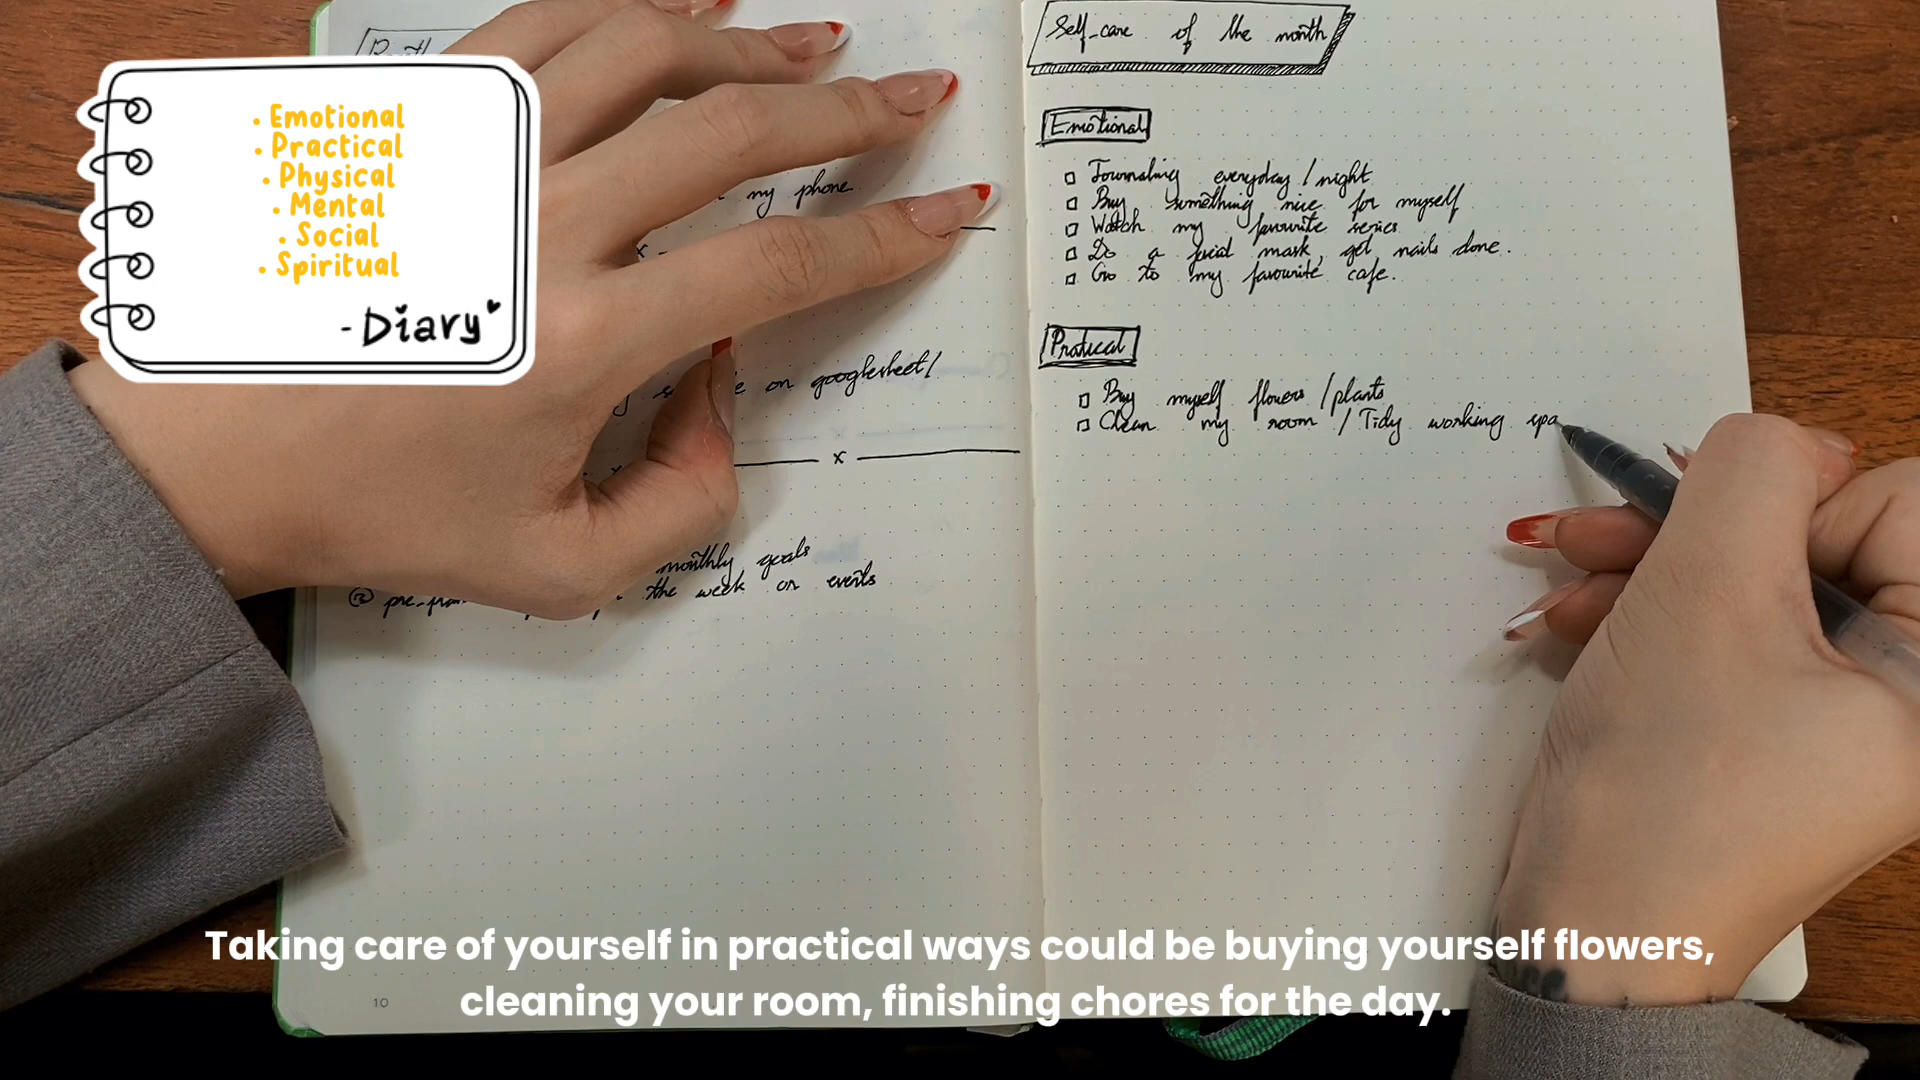 • Emotional
• Practical
• Physical
• Mental
• Social
• Spiritual
- Diary
my phone
x
on googlesheet/
x
monthly goals
the week or events
②
10
Self-care of the month
Emotional
Journaling everyday / night
Buy something nice for myself
Watch my favourite series
Do a facial mask, get nails done.
Go to my favourite cafe.
Pratical
Buy myself flowers / plants
Clean my room / Tidy working spa
Taking care of yourself in practical ways could be buying yourself flowers,
cleaning your room, finishing chores for the day.